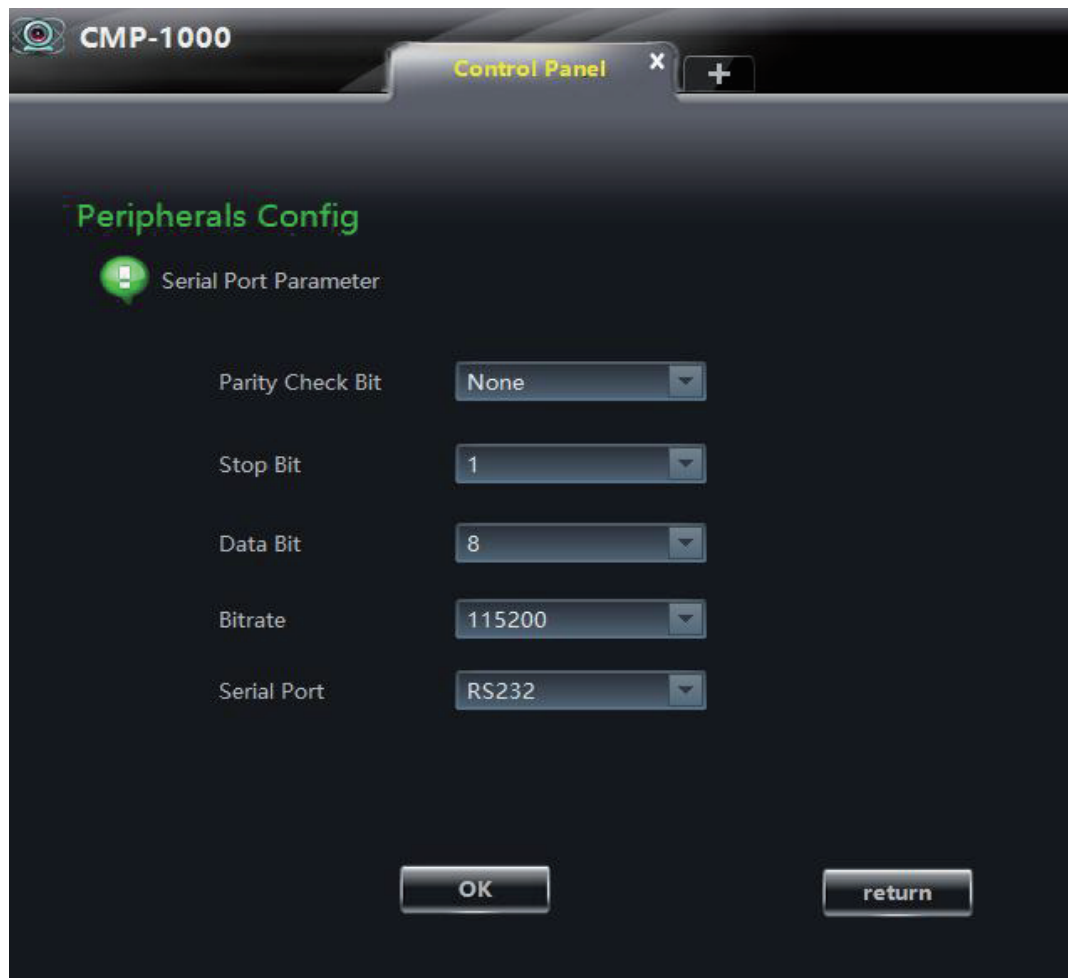 CMP-1000
Control Panel x +
Peripherals Config
Serial Port Parameter
Parity Check Bit None
Stop Bit 1
Data Bit 8
Bitrate 115200
Serial Port RS232
OK return